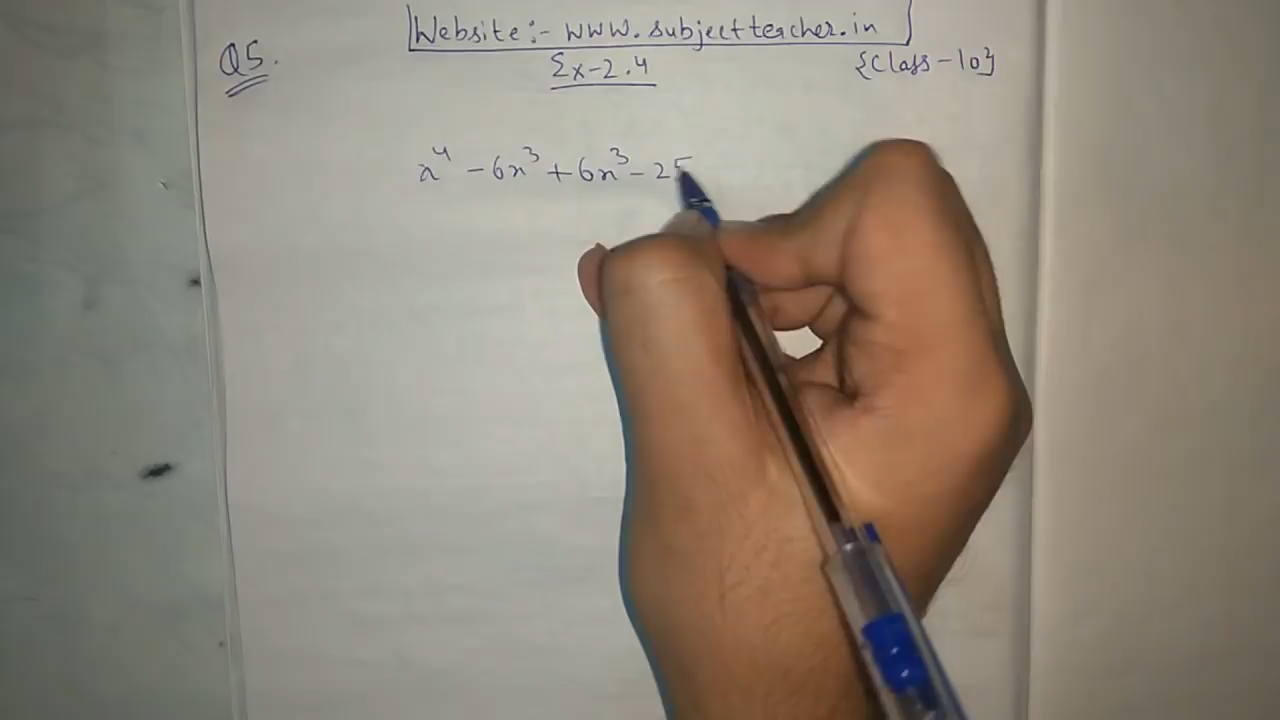 Website:- www.subjectteacher.in
Q5.
Ex-2.4
{Class-10}
x⁴ - 6x³ + 6x³ - 25